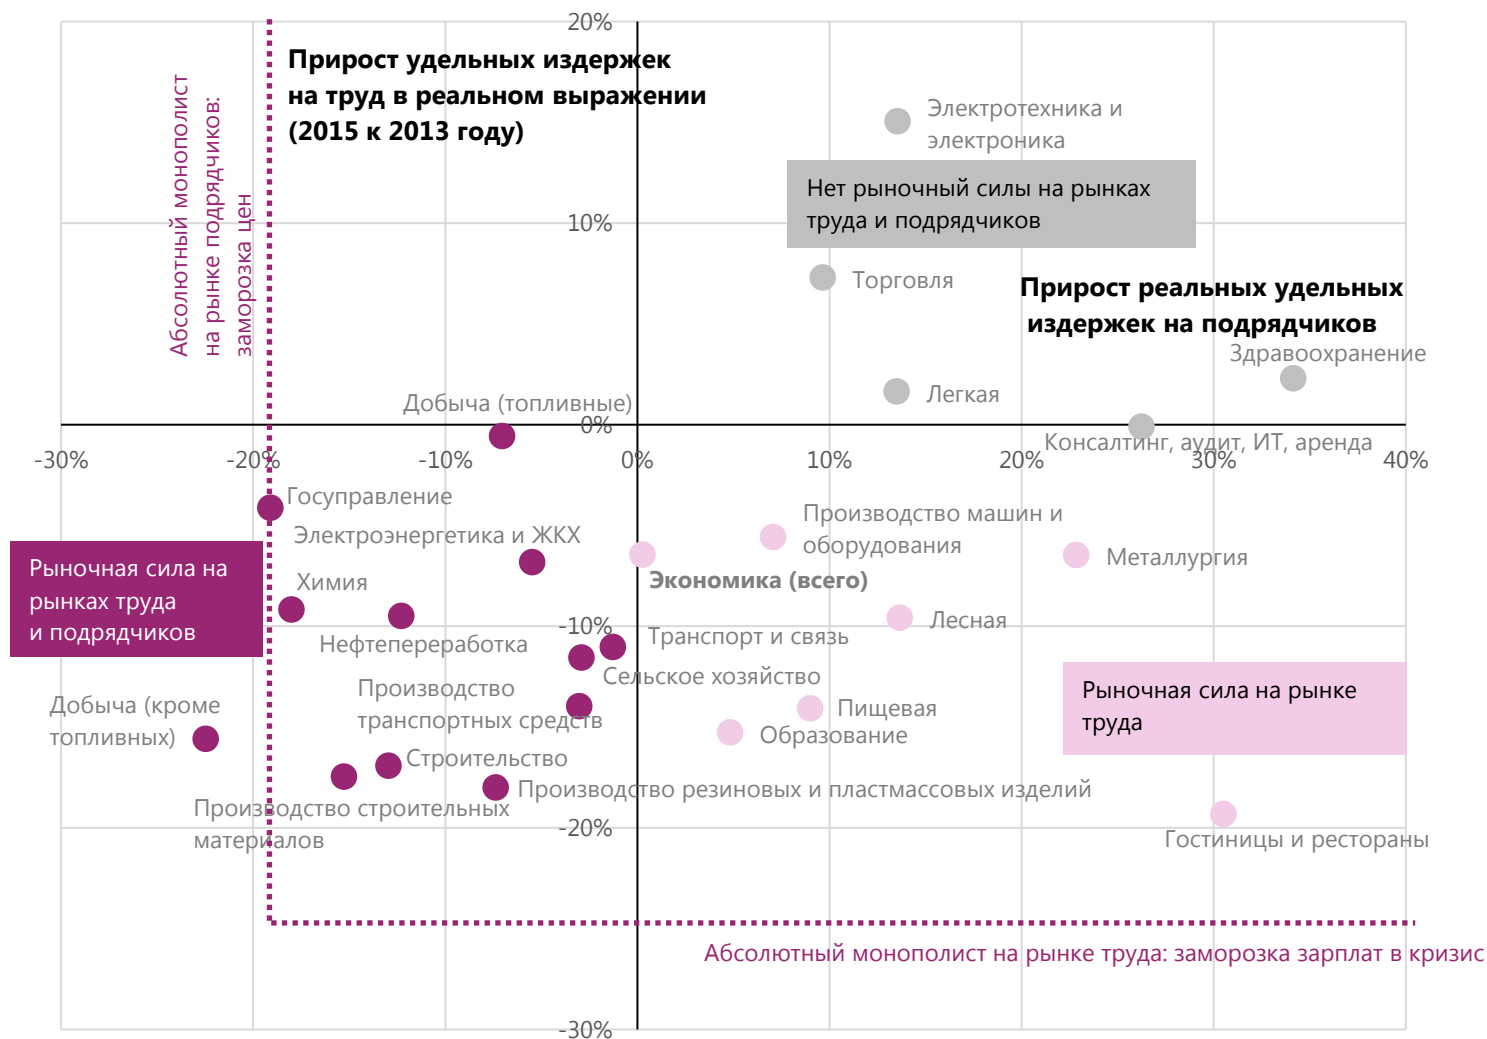 20%
Прирост удельных издержек
на труд в реальном выражении
(2015 к 2013 году)
Абсолютный монополист
на рынке подрядчиков:
заморозка цен
Электротехника и
электроника
Нет рыночный силы на рынках
труда и подрядчиков
10%
Торговля
Прирост реальных удельных
издержек на подрядчиков
Здравоохранение
Легкая
Добыча (топливные)
0%
Консалтинг, аудит, ИТ, аренда
-30%
-20%
-10%
0%
10%
20%
30%
40%
Госуправление
Электроэнергетика и ЖКХ
Производство машин и
оборудования
Металлургия
Рыночная сила на
рынках труда
и подрядчиков
Химия
Экономика (всего)
Нефтепереработка
-10%
Транспорт и связь
Лесная
Сельское хозяйство
Производство
транспортных средств
Добыча (кроме
топливных)
Пищевая
Образование
Рыночная сила на рынке
труда
Строительство
Производство резиновых и пластмассовых изделий
Производство строительных
материалов
-20%
Гостиницы и рестораны
Абсолютный монополист на рынке труда: заморозка зарплат в кризис
-30%